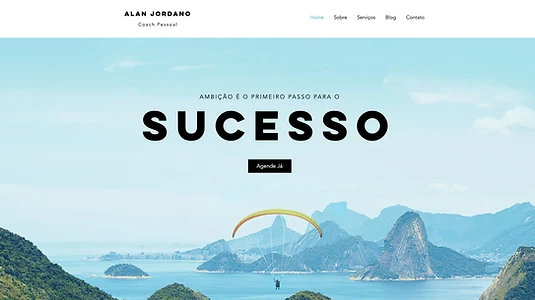 ALAN JORDANO
Coach Pessoal
Home Sobre Serviços Blog Contato
AMBIÇÃO É O PRIMEIRO PASSO PARA O
SUCESSO
Agende Já